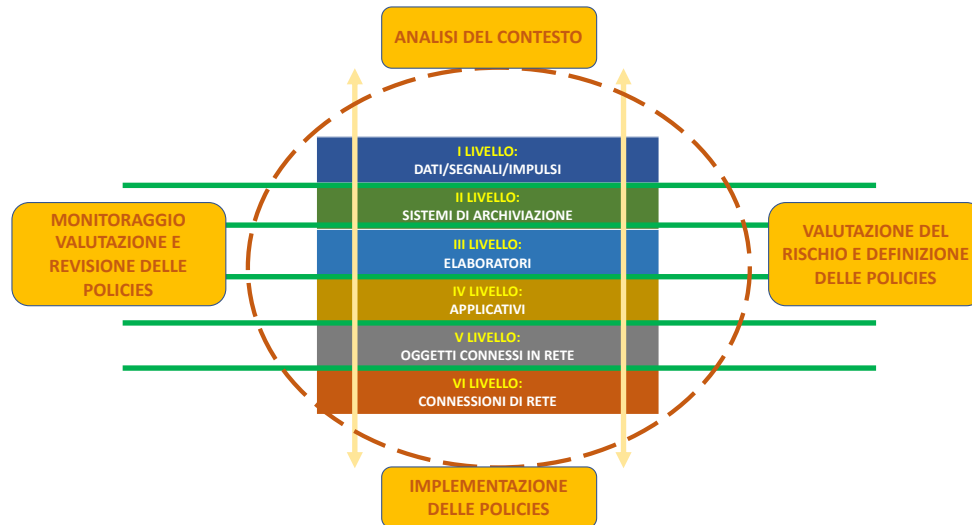 ANALISI DEL CONTESTO
I LIVELLO:
DATI/SEGNALI/IMPULSI
II LIVELLO:
SISTEMI DI ARCHIVIAZIONE
MONITORAGGIO
VALUTAZIONE E
REVISIONE DELLE
POLICIES
III LIVELLO:
ELABORATORI
VALUTAZIONE DEL
RISCHIO E DEFINIZIONE
DELLE POLICIES
IV LIVELLO:
APPLICATIVI
V LIVELLO:
OGGETTI CONNESSI IN RETE
VI LIVELLO:
CONNESSIONI DI RETE
IMPLEMENTAZIONE
DELLE POLICIES